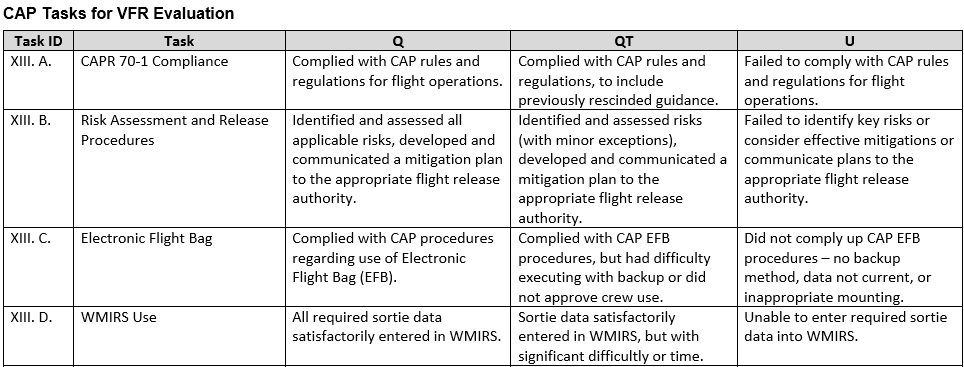 CAP Tasks for VFR Evaluation
Task ID Task Q QT U
XIII. A.
CAPR 70-1 Compliance
Complied with CAP rules and
regulations for flight operations.
Complied with CAP rules and
regulations, to include
previously rescinded guidance.
Failed to comply with CAP rules
and regulations for flight
operations.
XIII. B.
Risk Assessment and Release
Procedures
Identified and assessed all
applicable risks, developed and
communicated a mitigation plan
to the appropriate flight release
authority.
Identified and assessed risks
(with minor exceptions),
developed and communicated a
mitigation plan to the
appropriate flight release
authority.
Failed to identify key risks or
consider effective mitigations or
communicate plans to the
appropriate flight release
authority.
XIII. C.
Electronic Flight Bag
Complied with CAP procedures
regarding use of Electronic
Flight Bag (EFB).
Complied with CAP EFB
procedures, but had difficulty
executing with backup or did
not approve crew use.
Did not comply up CAP EFB
procedures – no backup
method, data not current, or
inappropriate mounting.
XIII. D.
WMIRS Use
All required sortie data
satisfactorily entered in WMIRS.
Sortie data satisfactorily
entered in WMIRS, but with
significant difficultly or time.
Unable to enter required sortie
data into WMIRS.